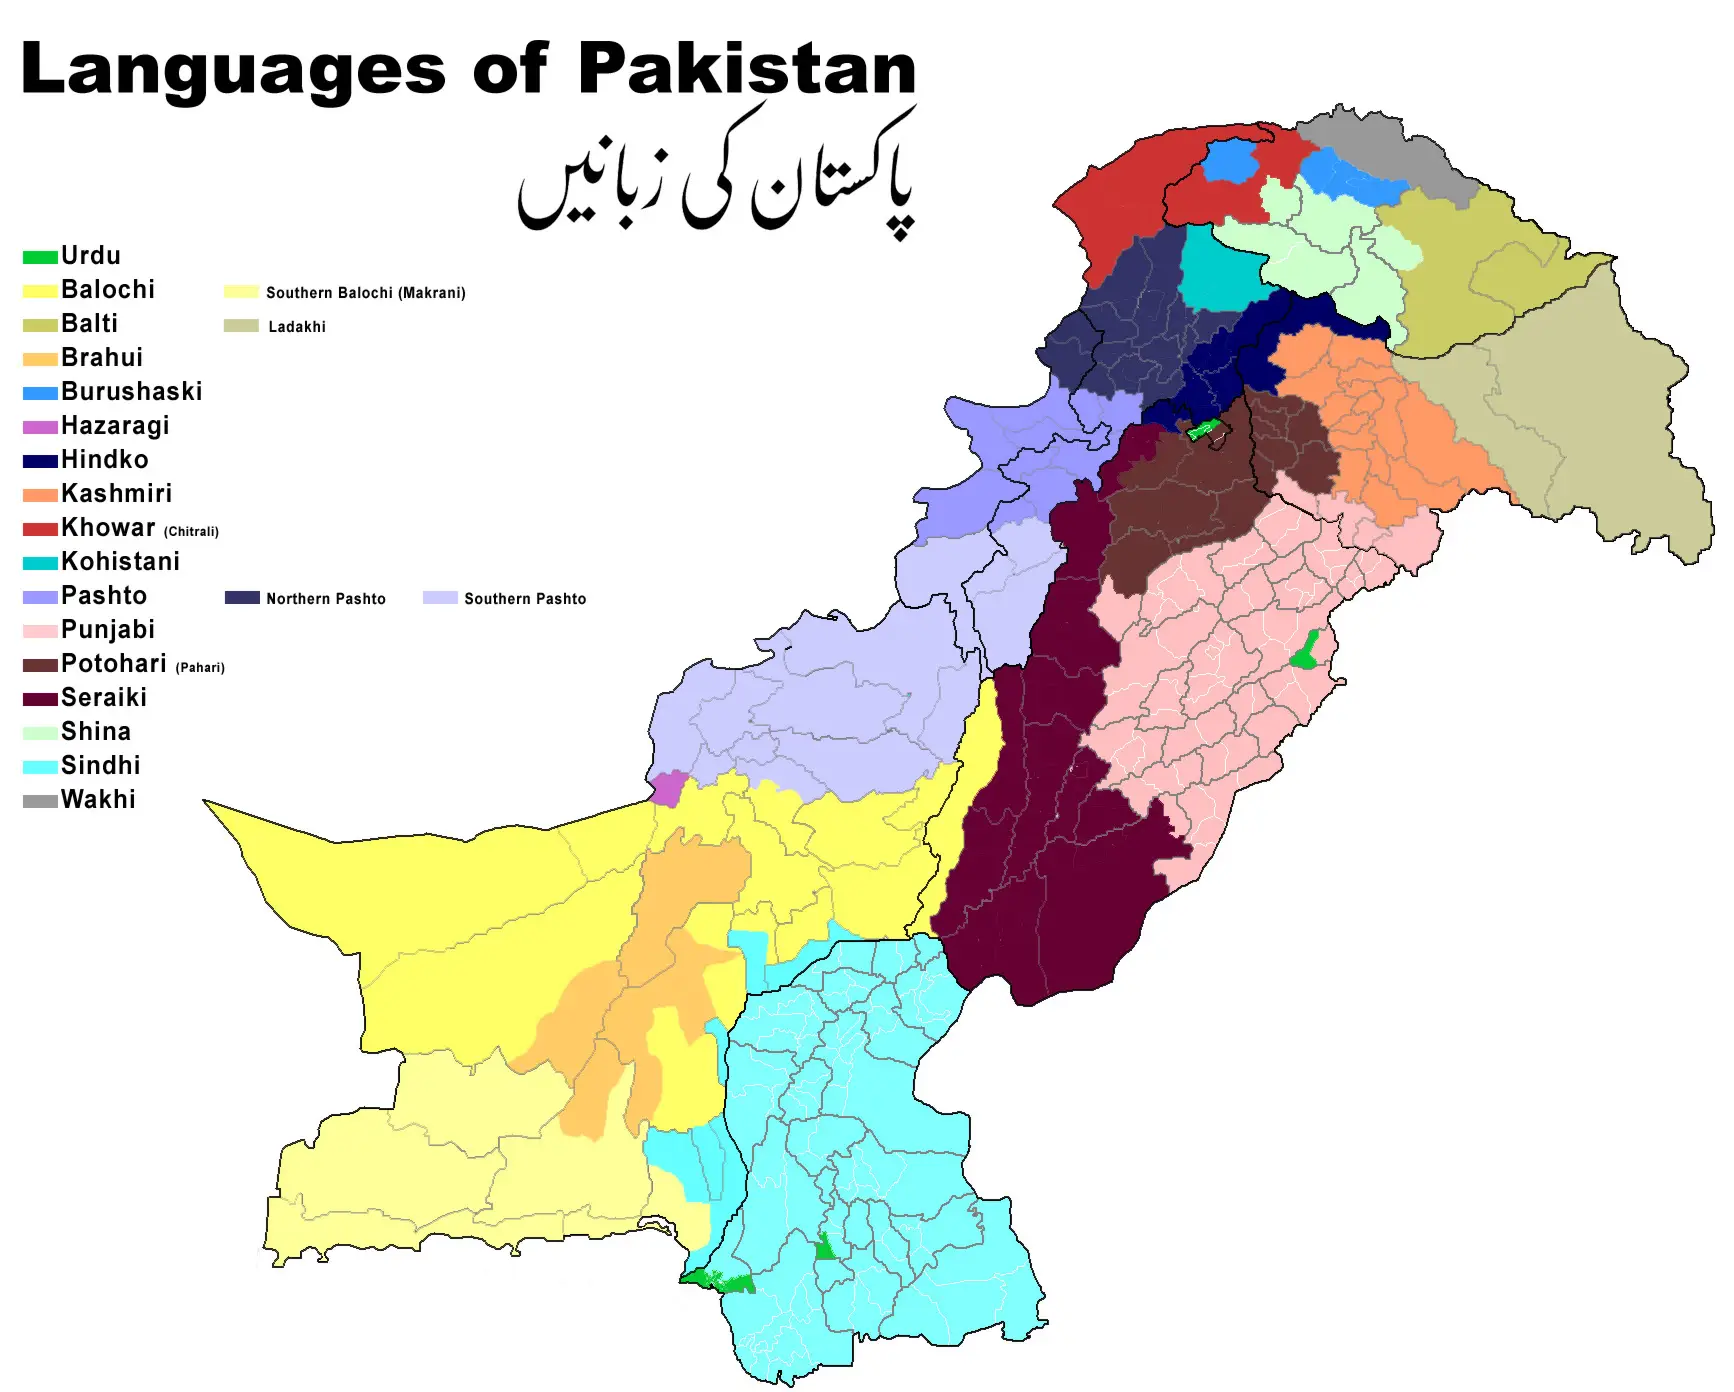 Languages of Pakistan
پاکستان کی زبانیں
Urdu
Balochi Southern Balochi (Makrani)
Balti Ladakhi
Brahui
Burushaski
Hazaragi
Hindko
Kashmiri
Khowar (Chitrali)
Kohistani
Pashto Northern Pashto Southern Pashto
Punjabi
Potohari (Pahari)
Seraiki
Shina
Sindhi
Wakhi